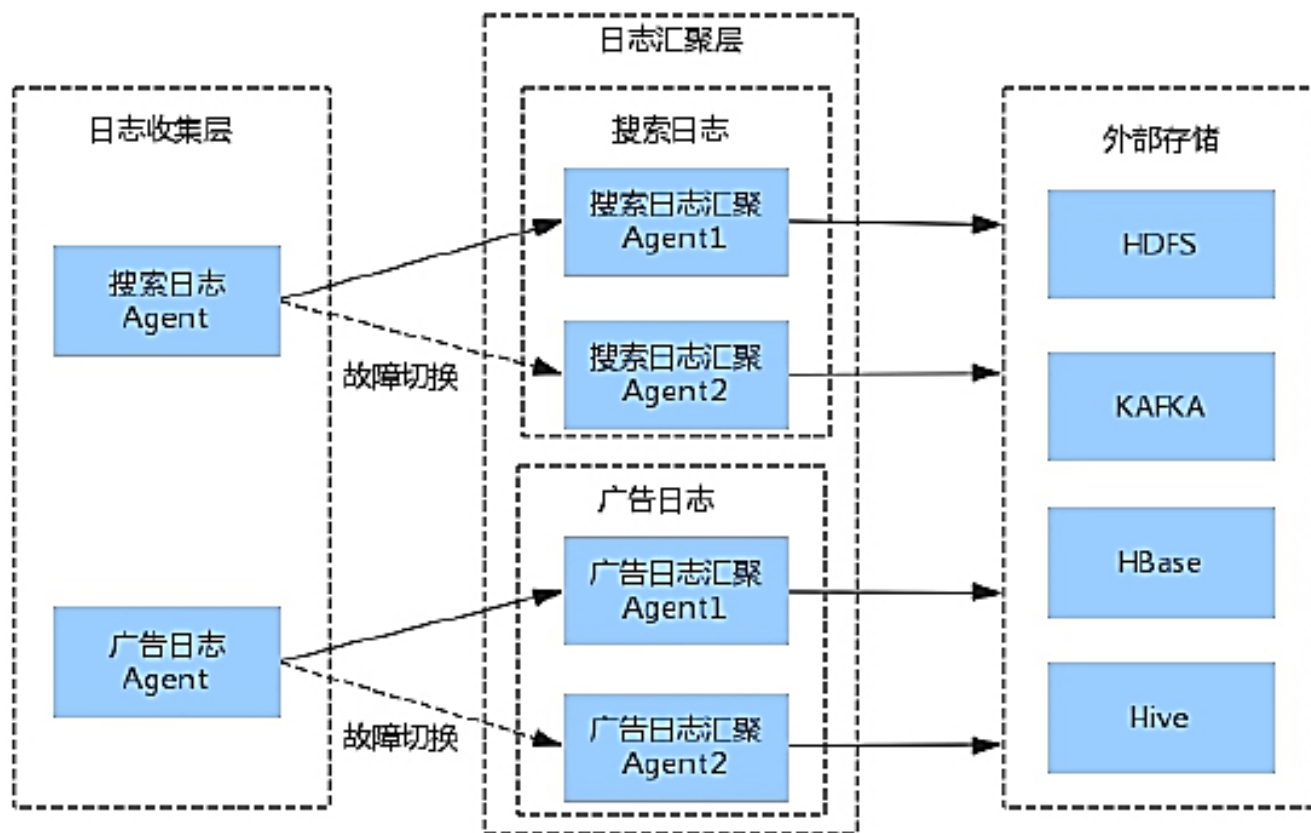 日志收集层
搜索日志
Agent
故障切换
广告日志
Agent
故障切换
日志汇聚层
搜索日志
搜索日志汇聚
Agent1
搜索日志汇聚
Agent2
广告日志
广告日志汇聚
Agent1
广告日志汇聚
Agent2
外部存储
HDFS
KAFKA
HBase
Hive